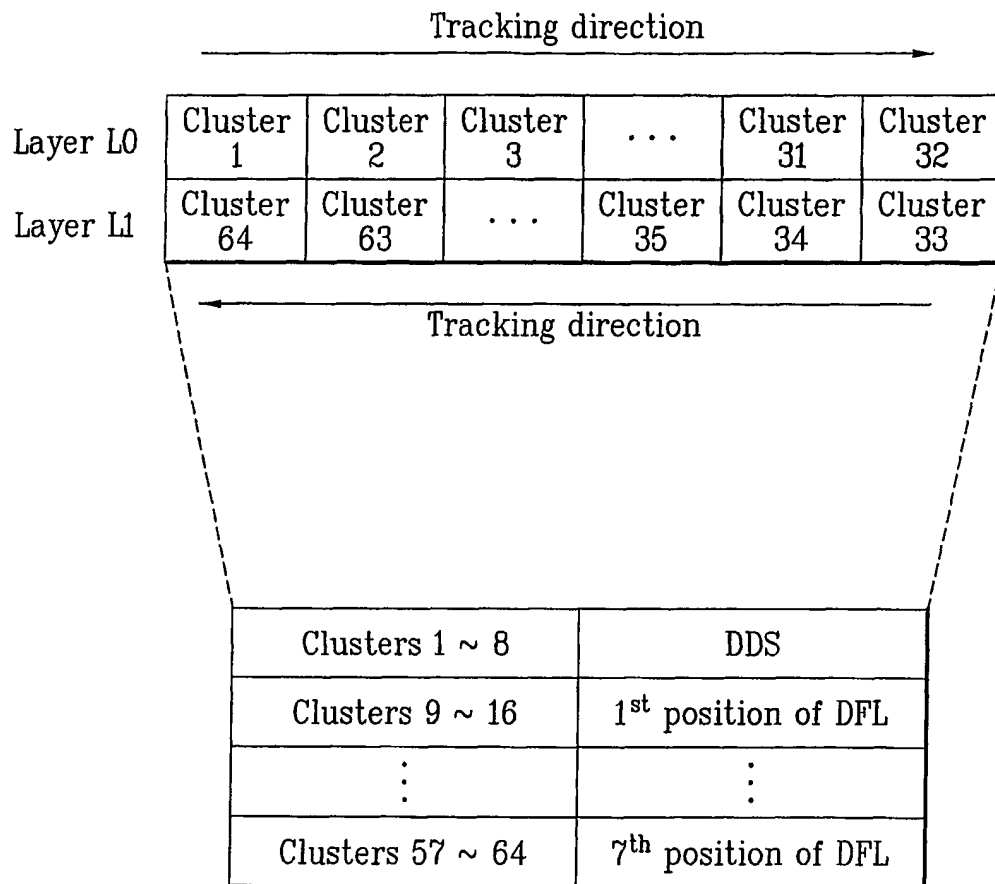 Tracking direction
Layer L0
Cluster 1
Cluster 2
Cluster 3
. . .
Cluster 31
Cluster 32
Layer L1
Cluster 64
Cluster 63
. . .
Cluster 35
Cluster 34
Cluster 33
Tracking direction
Clusters 1 ~ 8
DDS
Clusters 9 ~ 16
1st position of DFL
⋮
⋮
Clusters 57 ~ 64
7th position of DFL